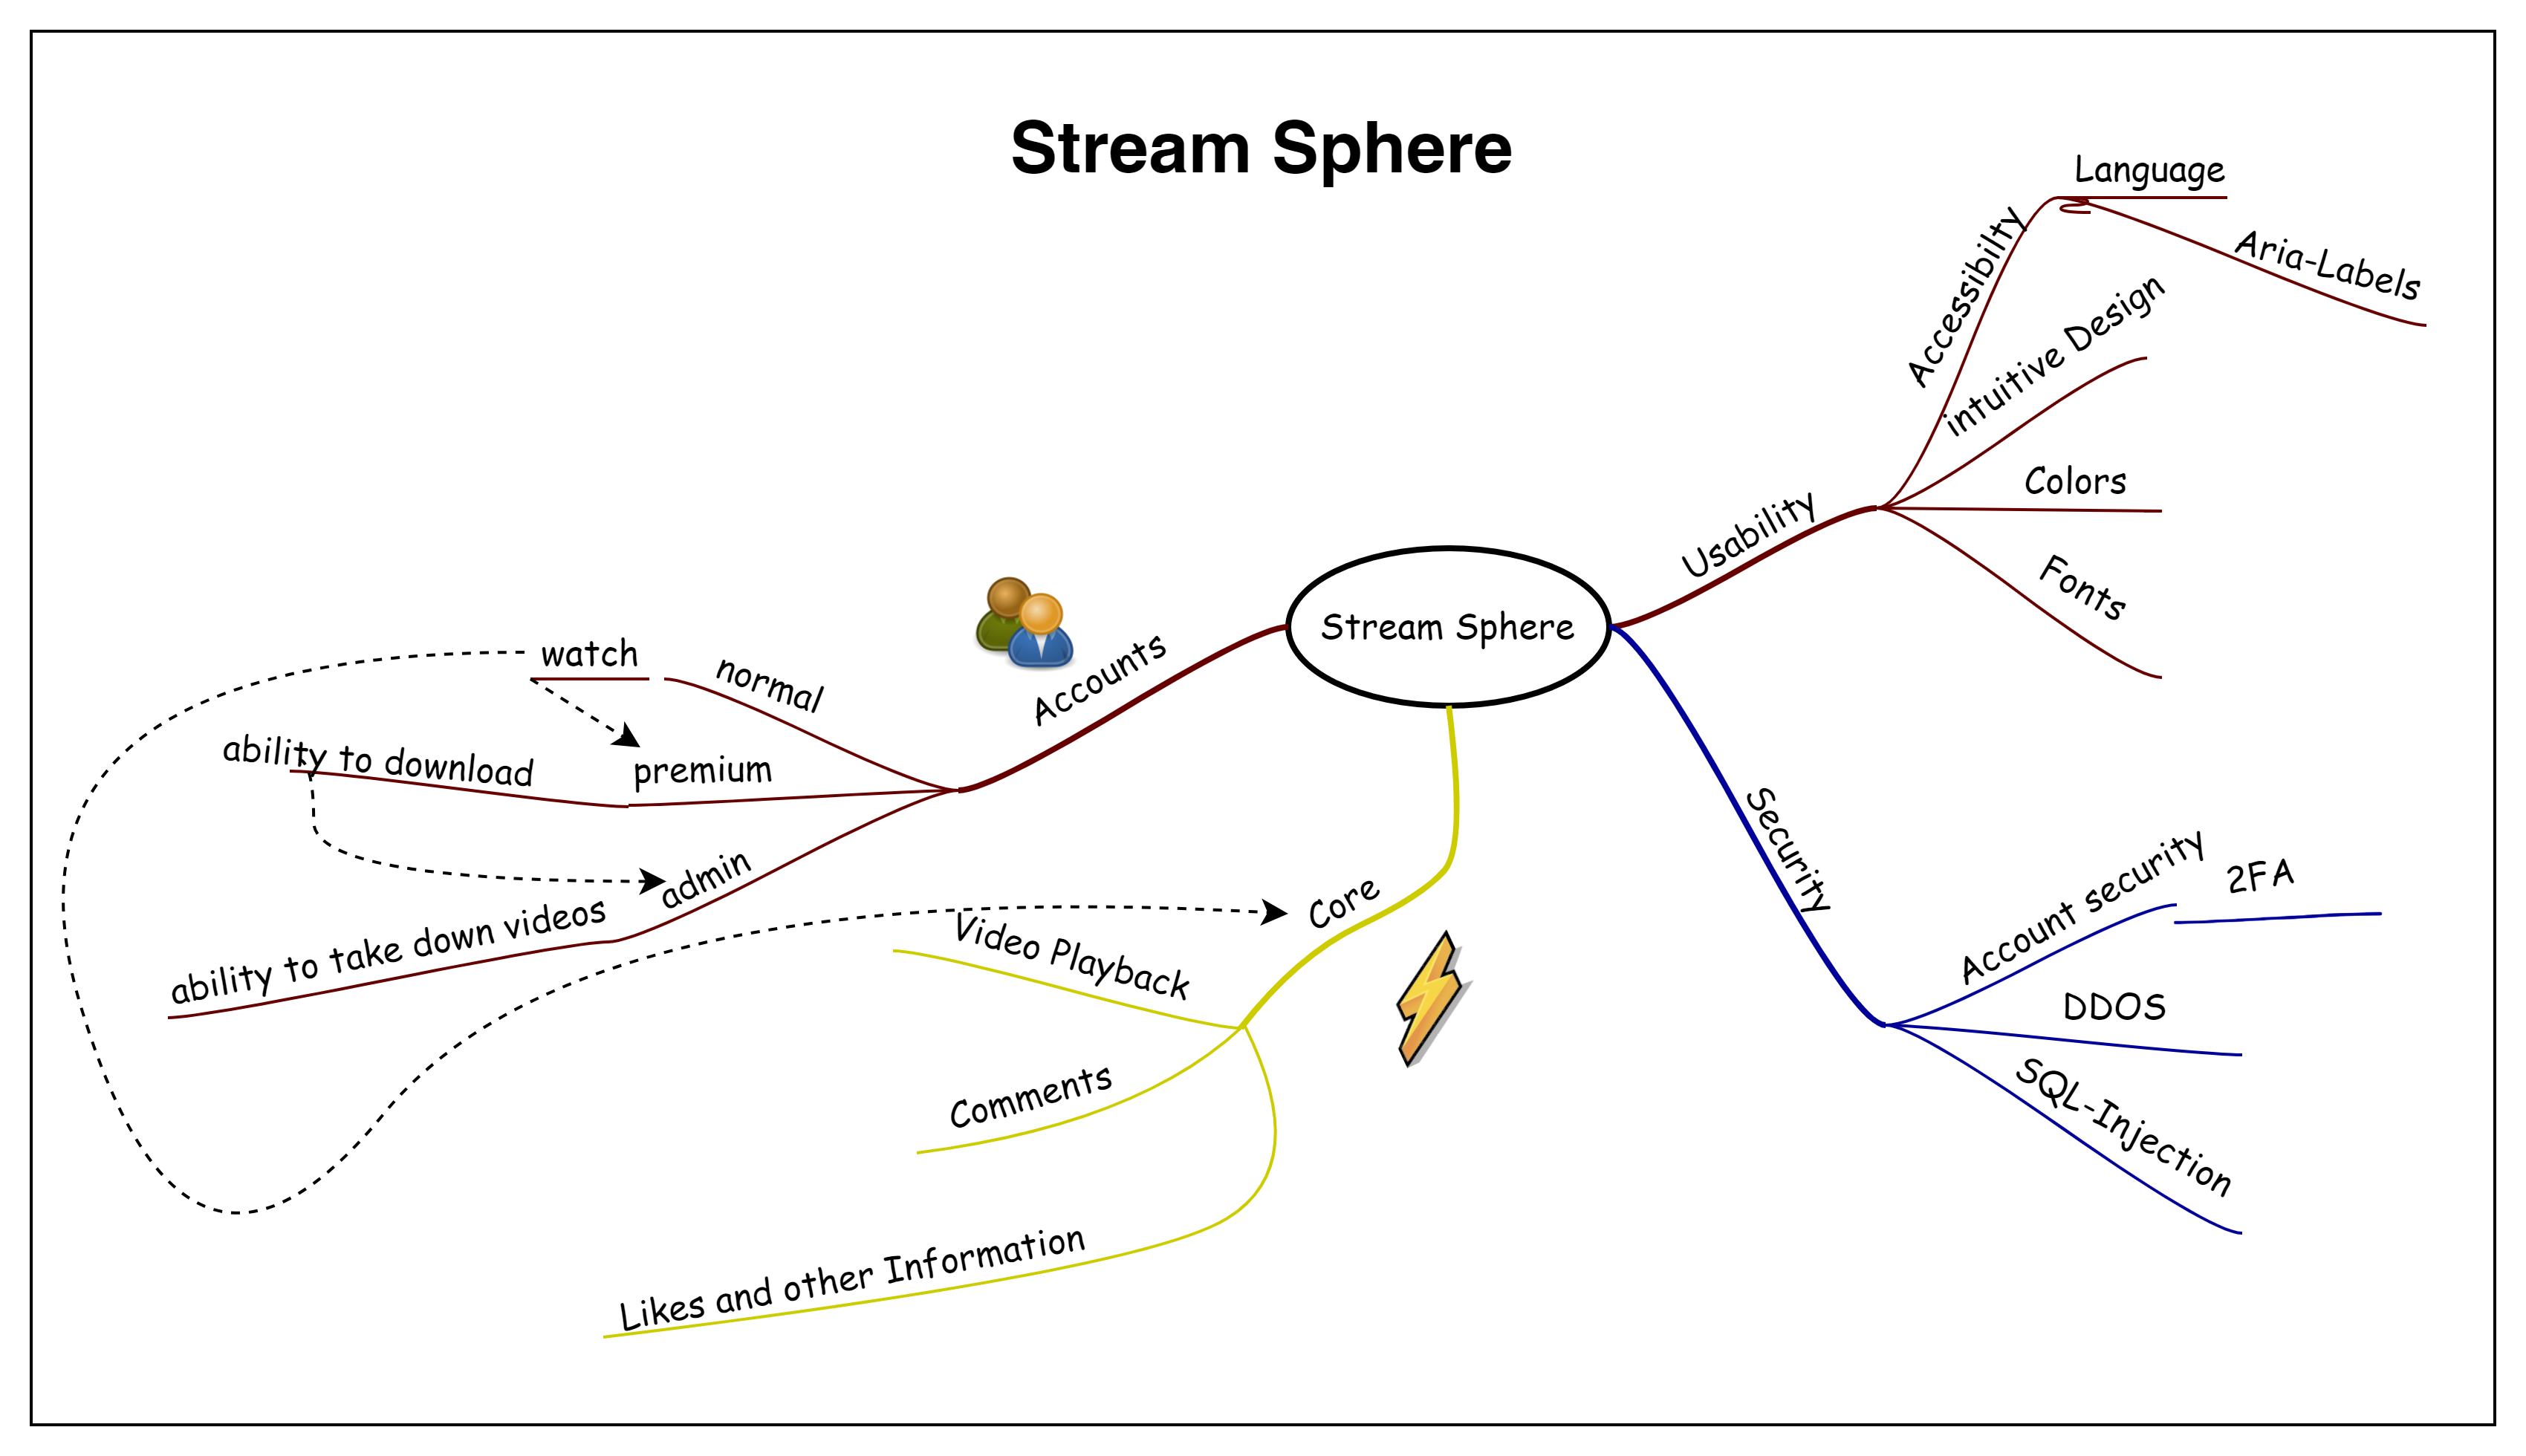 Stream Sphere
Language
Aria-Labels
Accessibilty
intuitive Design
Colors
Fonts
Usability
Stream Sphere
Accounts
normal
watch
premium
ability to download
admin
ability to take down videos
Core
Video Playback
Comments
Likes and other Information
Security
Account security
2FA
DDOS
SQL-Injection